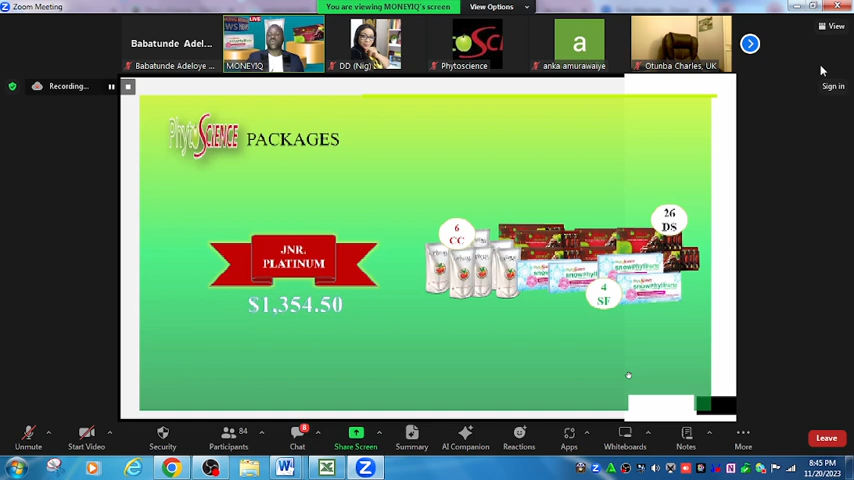 Zoom Meeting
You are viewing MONEYIQ's screen
View Options
LIVE
Babatunde Adel...
Babatunde Adeloye
MONEYIQ
DD (Nig)
Phytoscience
a
anka amurawaiye
Otunba Charles, UK
View
Recording...
Sign in
PhytoSCIENCE PACKAGES
6
CC
26
DS
JNR.
PLATINUM
4
SF
$1,354.50
Unmute
Start Video
Security
84
Participants
8
Chat
Share Screen
Summary
AI Companion
Reactions
Apps
Whiteboards
Notes
More
Leave
8:45 PM
11/20/2023